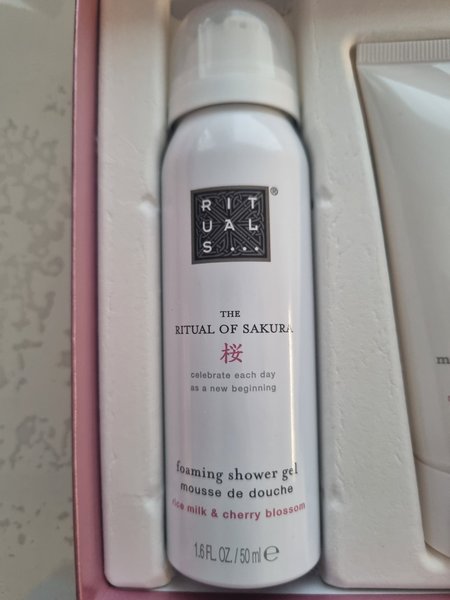 RIT
UAL
S...
®
THE
RITUAL OF SAKURA
桜
celebrate each day
as a new beginning
foaming shower gel
mousse de douche
rice milk & cherry blossom
1.6 FL. OZ. / 50 ml ℮